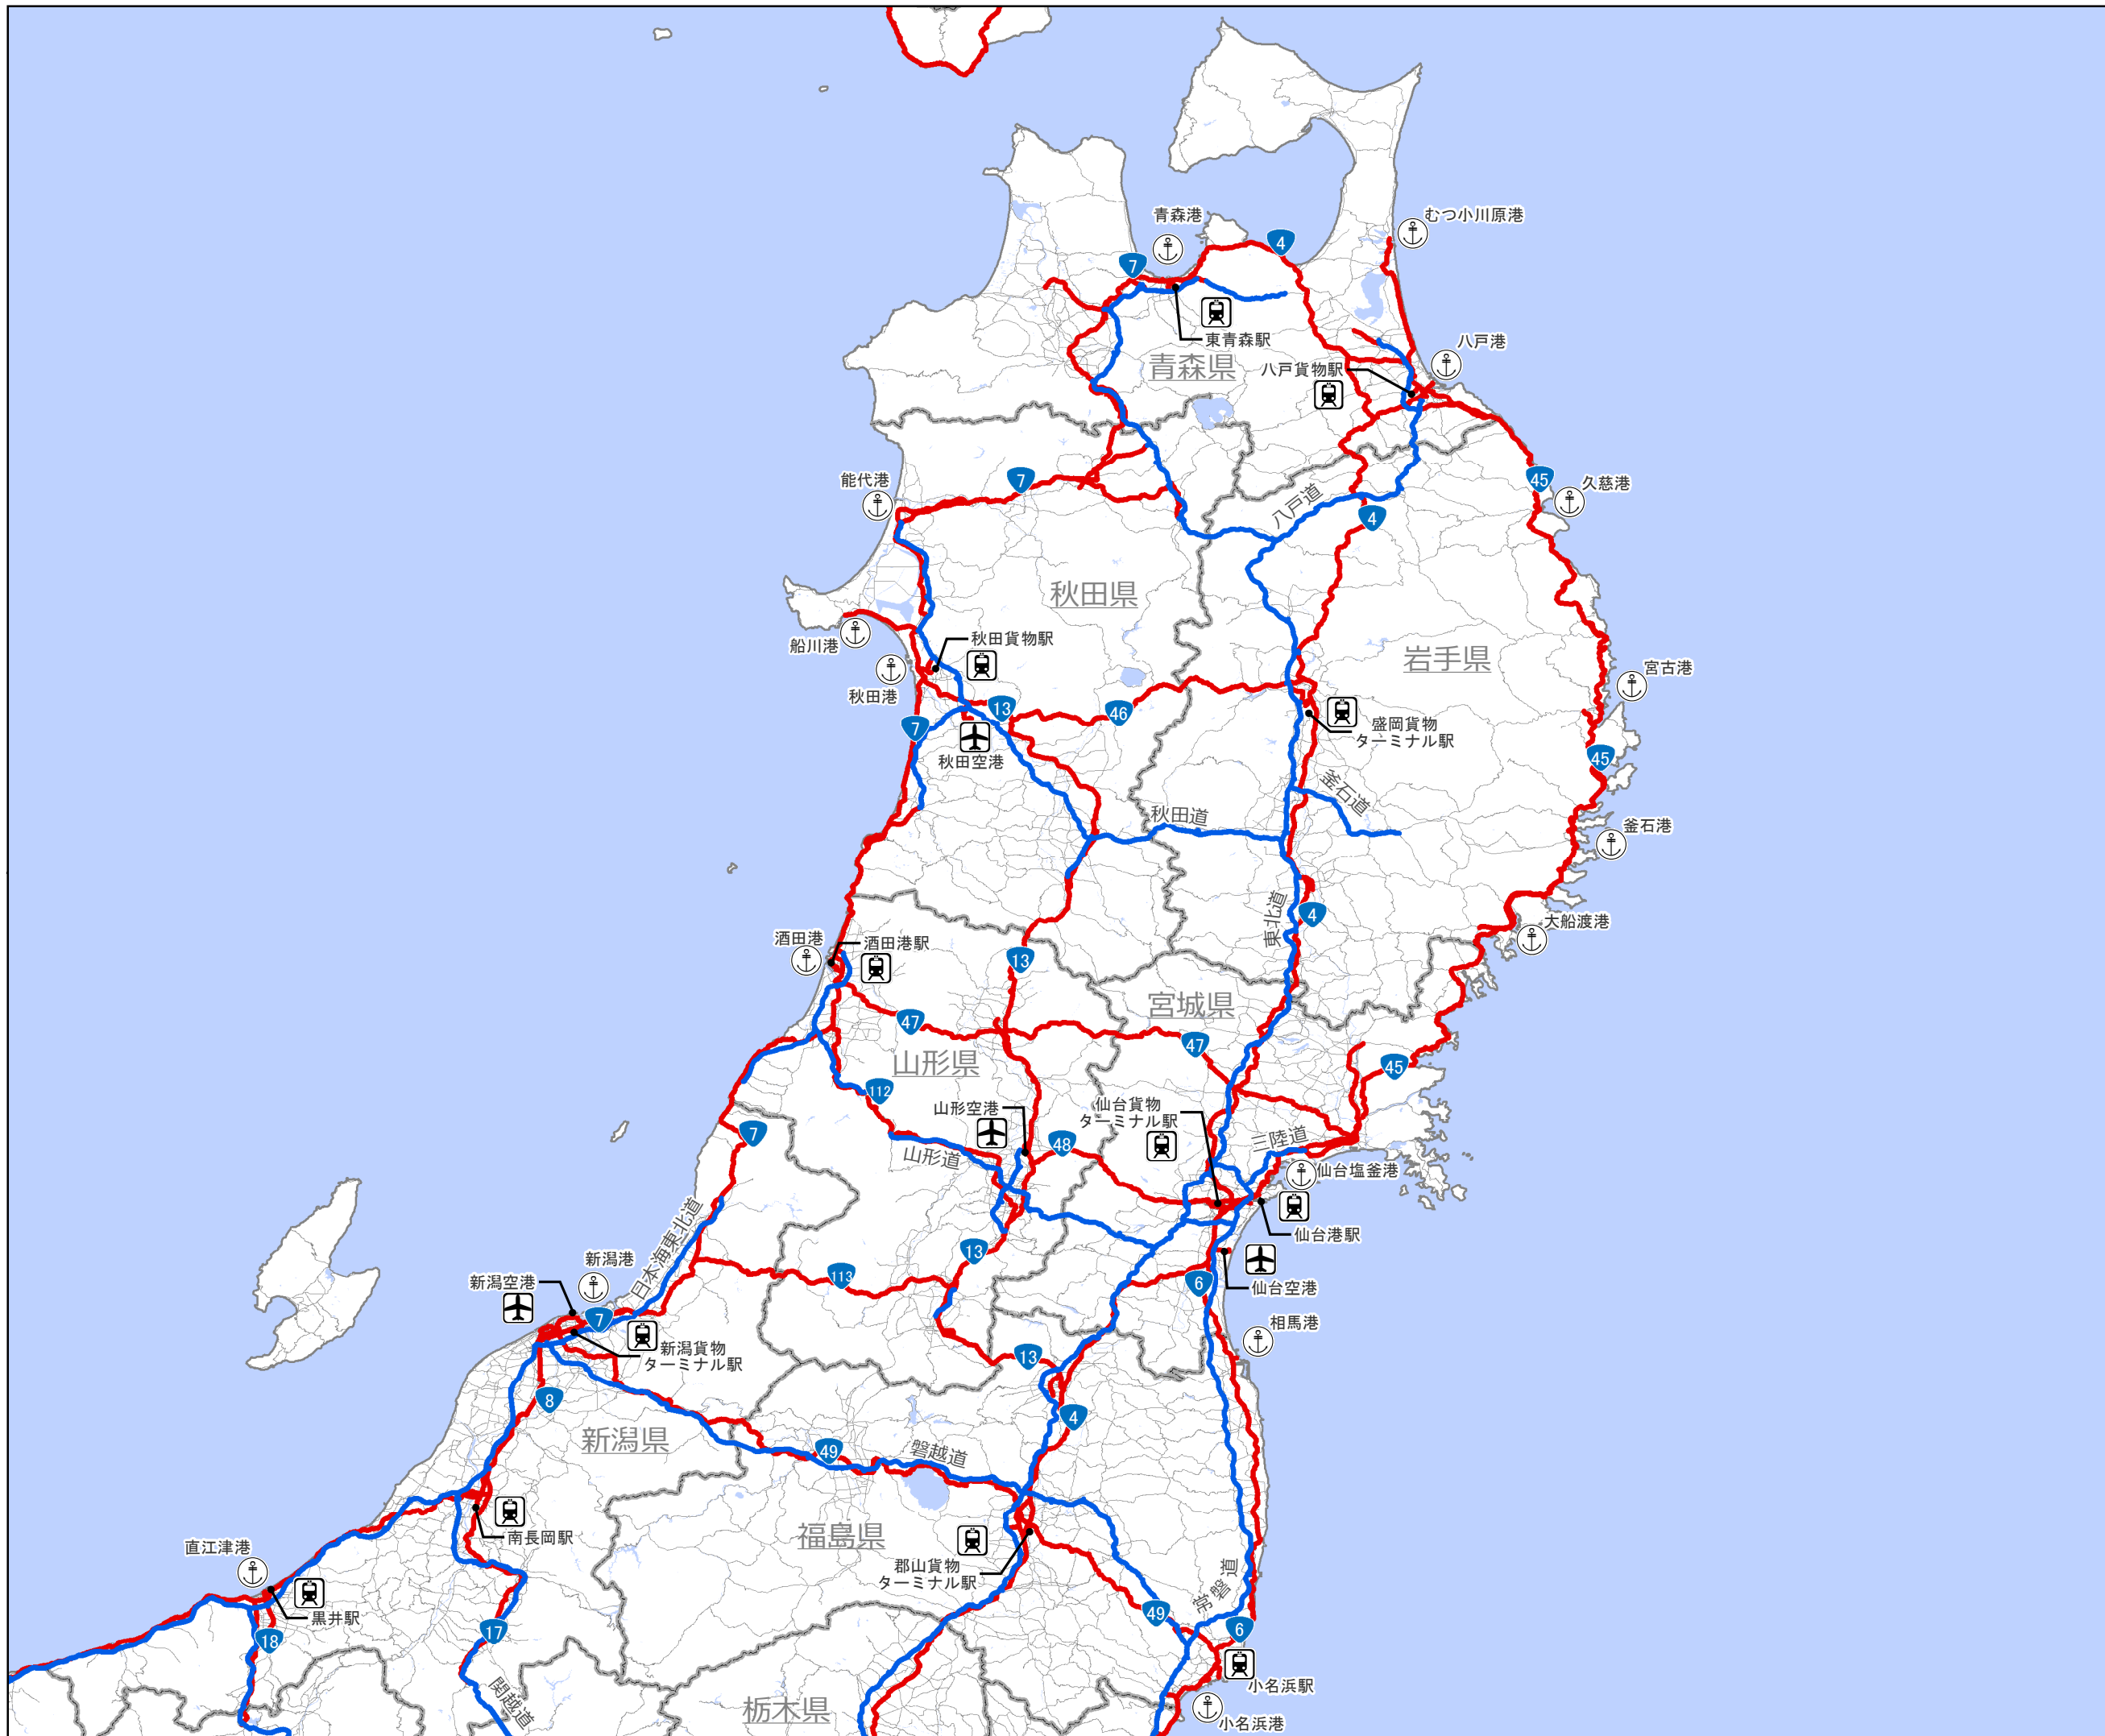 青森港
むつ小川原港
4
7
東青森駅
青森県
八戸港
八戸貨物駅
能代港
7
45
久慈港
八戸道
4
秋田県
船川港
秋田貨物駅
岩手県
宮古港
秋田港
7
13
46
盛岡貨物
ターミナル駅
秋田空港
45
釜石道
秋田道
釜石港
東北道
4
大船渡港
酒田港
酒田港駅
13
宮城県
47
47
山形県
45
112
山形空港
仙台貨物
ターミナル駅
7
48
三陸道
山形道
仙台塩釜港
日本海東北道
仙台港駅
13
新潟港
新潟空港
113
6
仙台空港
7
相馬港
新潟貨物
ターミナル駅
13
8
4
新潟県
49
磐越道
南長岡駅
福島県
直江津港
郡山貨物
ターミナル駅
常磐道
黒井駅
18
17
49
6
関越道
小名浜駅
栃木県
小名浜港